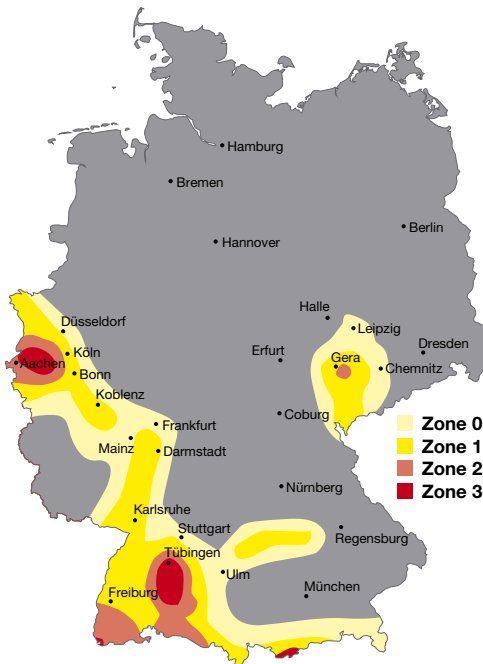 Hamburg
Bremen
Berlin
Hannover
Halle
Düsseldorf
Leipzig
Dresden
Köln
Erfurt
Gera
Aachen
Chemnitz
Bonn
Koblenz
Coburg
Frankfurt
Zone 0
Mainz
Darmstadt
Zone 1
Zone 2
Nürnberg
Zone 3
Karlsruhe
Stuttgart
Regensburg
Tübingen
Ulm
Freiburg
München